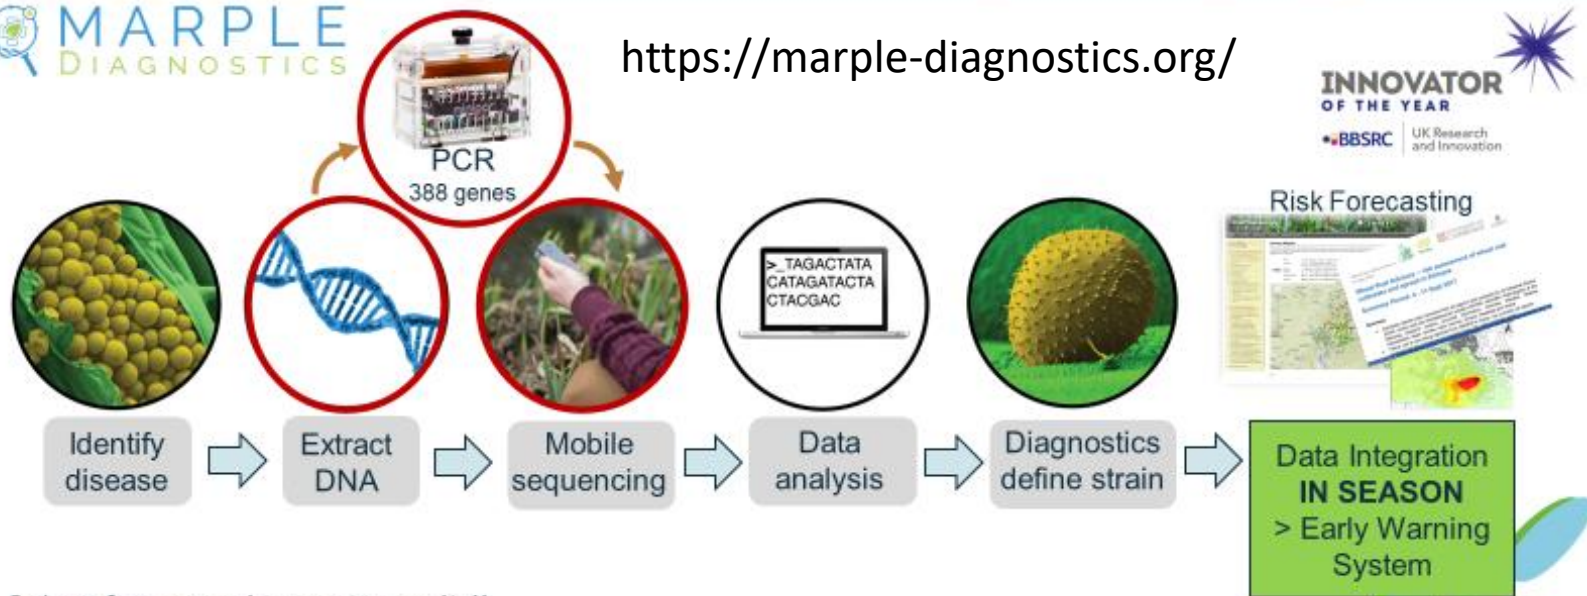 MARPLE
DIAGNOSTICS
https://marple-diagnostics.org/
INNOVATOR
OF THE YEAR
BBSRC
UK Research
and Innovation
PCR
388 genes
Risk Forecasting
>_TAGACTATA
CATAGATACTA
CTACGAC
Identify
disease
Extract
DNA
Mobile
sequencing
Data
analysis
Diagnostics
define strain
Data Integration
IN SEASON
> Early Warning
System